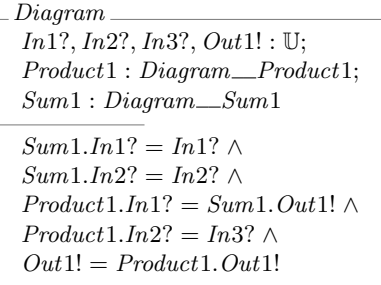 Diagram
In1?, In2?, In3?, Out1! : 𝕌;
Product1 : Diagram__Product1;
Sum1 : Diagram__Sum1
Sum1.In1? = In1? ∧
Sum1.In2? = In2? ∧
Product1.In1? = Sum1.Out1! ∧
Product1.In2? = In3? ∧
Out1! = Product1.Out1!